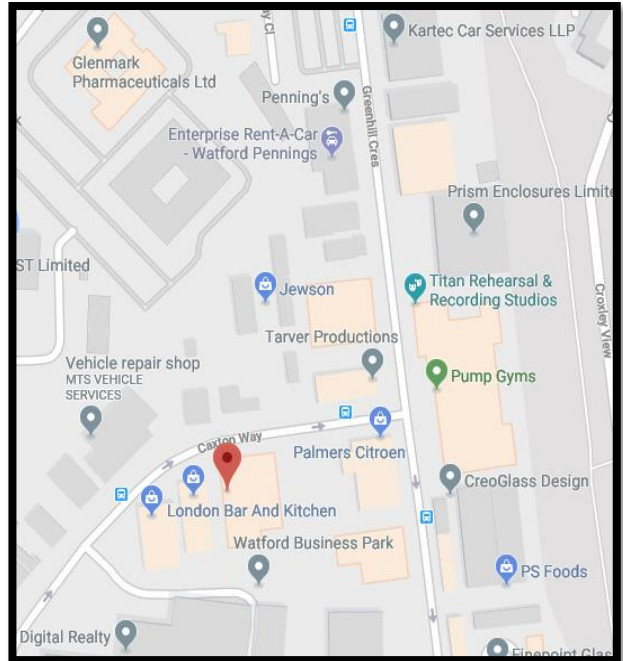 Kartec Car Services LLP
Glenmark
Pharmaceuticals Ltd
Penning's
Greenhill Cres
Enterprise Rent-A-Car
- Watford Pennings
Prism Enclosures Limite
ST Limited
Jewson
Titan Rehearsal &
Recording Studios
Croxley View
Tarver Productions
Vehicle repair shop
MTS VEHICLE
SERVICES
Pump Gyms
Caxton Way
Palmers Citroen
CreoGlass Design
London Bar And Kitchen
Watford Business Park
PS Foods
Digital Realty
Finepoint Glas